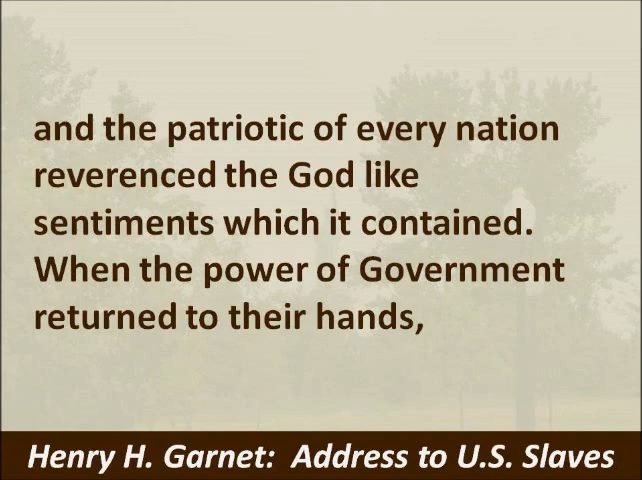 and the patriotic of every nation
reverenced the God like
sentiments which it contained.
When the power of Government
returned to their hands,
Henry H. Garnet:  Address to U.S. Slaves